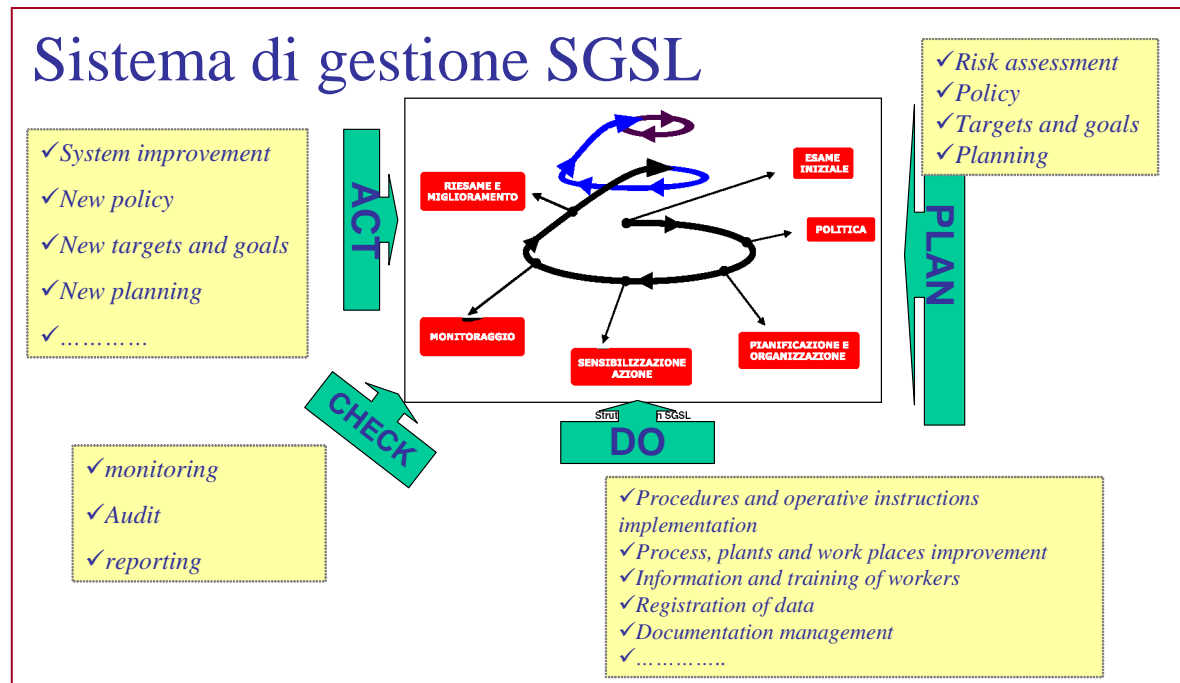 Sistema di gestione SGSL
✓Risk assessment
✓Policy
✓Targets and goals
✓Planning
PLAN
✓System improvement
✓New policy
✓New targets and goals
✓New planning
✓…………
ACT
ESAME
INIZIALE
POLITICA
PIANIFICAZIONE E
ORGANIZZAZIONE
SENSIBILIZZAZIONE
AZIONE
MONITORAGGIO
RIESAME E
MIGLIORAMENTO
CHECK
✓monitoring
✓Audit
✓reporting
SGSL
DO
✓Procedures and operative instructions
implementation
✓Process, plants and work places improvement
✓Information and training of workers
✓Registration of data
✓Documentation management
✓…………..